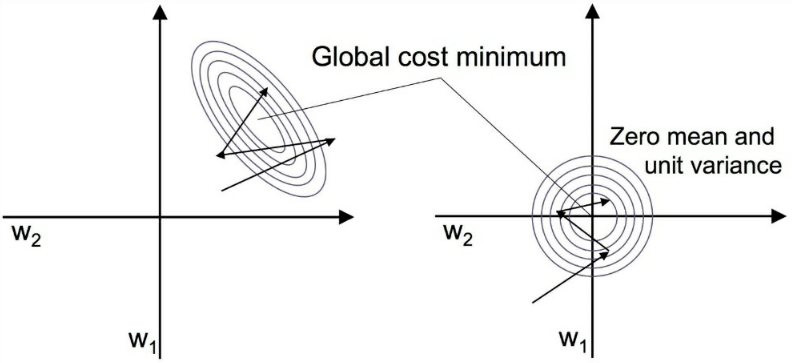 Global cost minimum
Zero mean and
unit variance
w₂
w₂
w₁
w₁